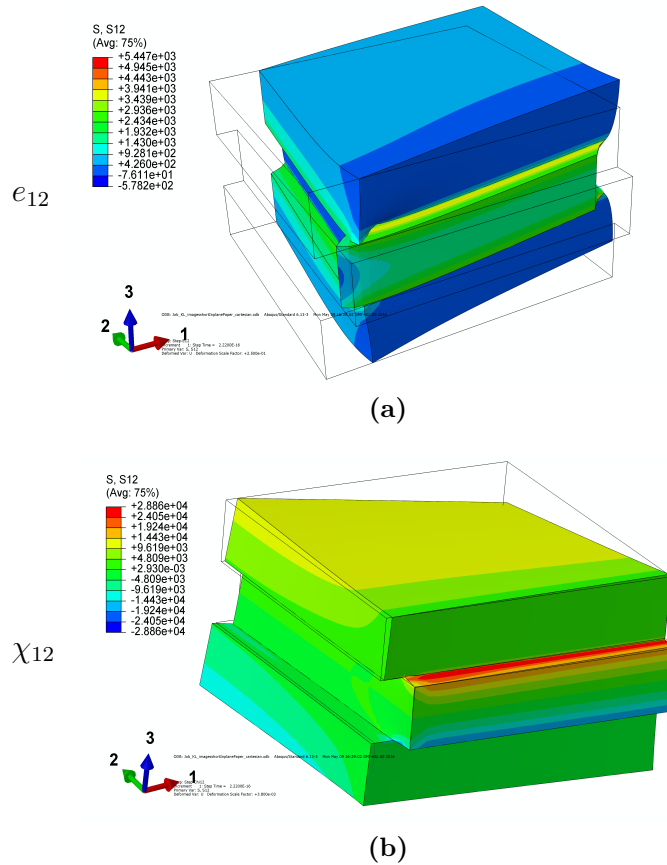 S, S12
(Avg: 75%)
+5.447e+03
+4.945e+03
+4.443e+03
+3.941e+03
+3.439e+03
+2.936e+03
+2.434e+03
+1.932e+03
+1.430e+03
+9.281e+02
+4.260e+02
-7.611e+01
-5.782e+02
e12
3
2
1
(a)
S, S12
(Avg: 75%)
+2.886e+04
+2.405e+04
+1.924e+04
+1.443e+04
+9.619e+03
+4.809e+03
+2.930e-03
-4.809e+03
-9.619e+03
-1.443e+04
-1.924e+04
-2.405e+04
-2.886e+04
χ12
3
2
1
(b)